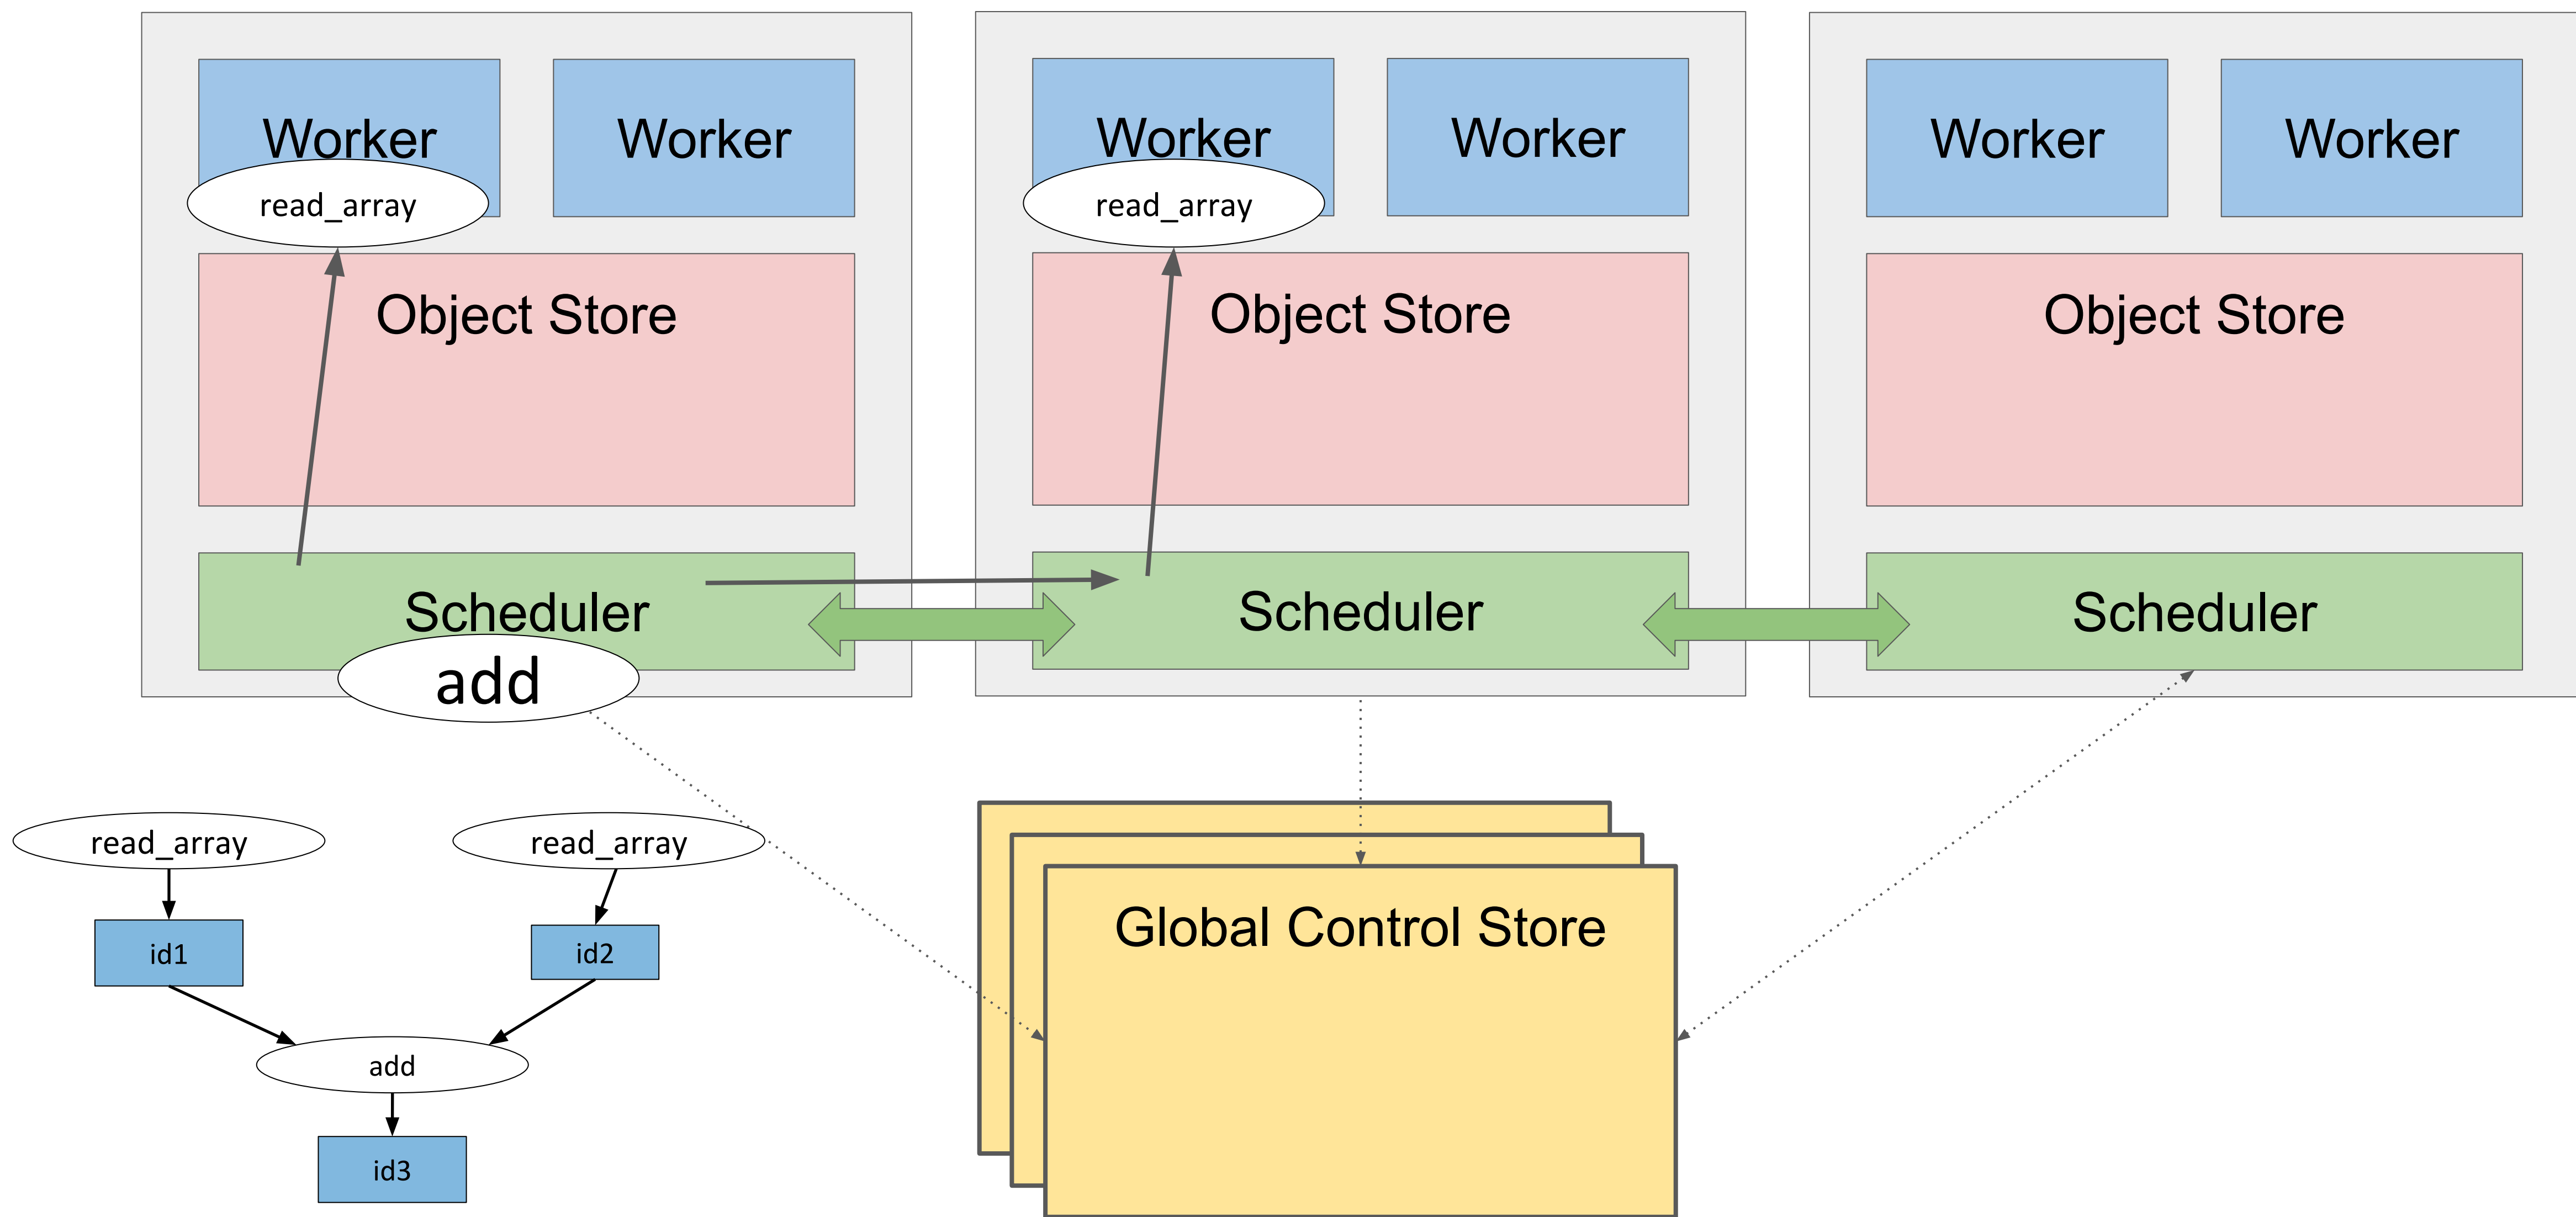 Worker
Worker
Worker
Worker
Worker
Worker
read_array
read_array
Object Store
Object Store
Object Store
Scheduler
Scheduler
Scheduler
add
read_array
read_array
id1
id2
add
id3
Global Control Store